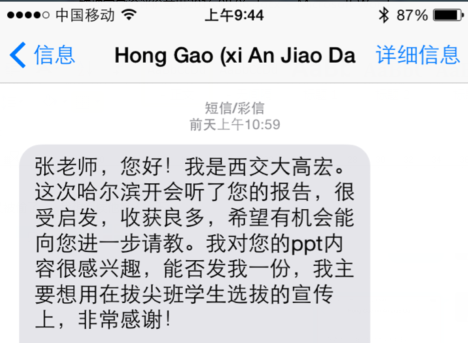 中国移动 上午9:44 87%
信息 Hong Gao (xi An Jiao Da 详细信息
短信/彩信
前天上午10:59
张老师，您好！我是西交大高宏。
这次哈尔滨开会听了您的报告，很
受启发，收获良多，希望有机会能
向您进一步请教。我对您的ppt内
容很感兴趣，能否发我一份，我主
要想用在拔尖班学生选拔的宣传
上，非常感谢！